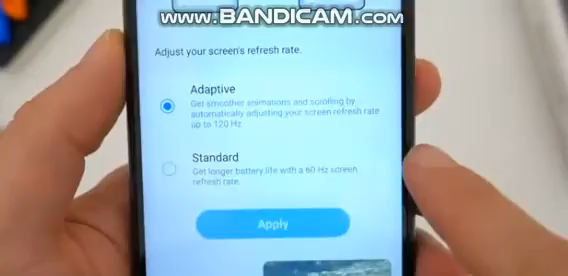 www.BANDICAM.com
Adjust your screen's refresh rate.
Adaptive
Get smoother animations and scrolling by
automatically adjusting your screen refresh rate
up to 120 Hz.
Standard
Get longer battery life with a 60 Hz screen
refresh rate.
Apply